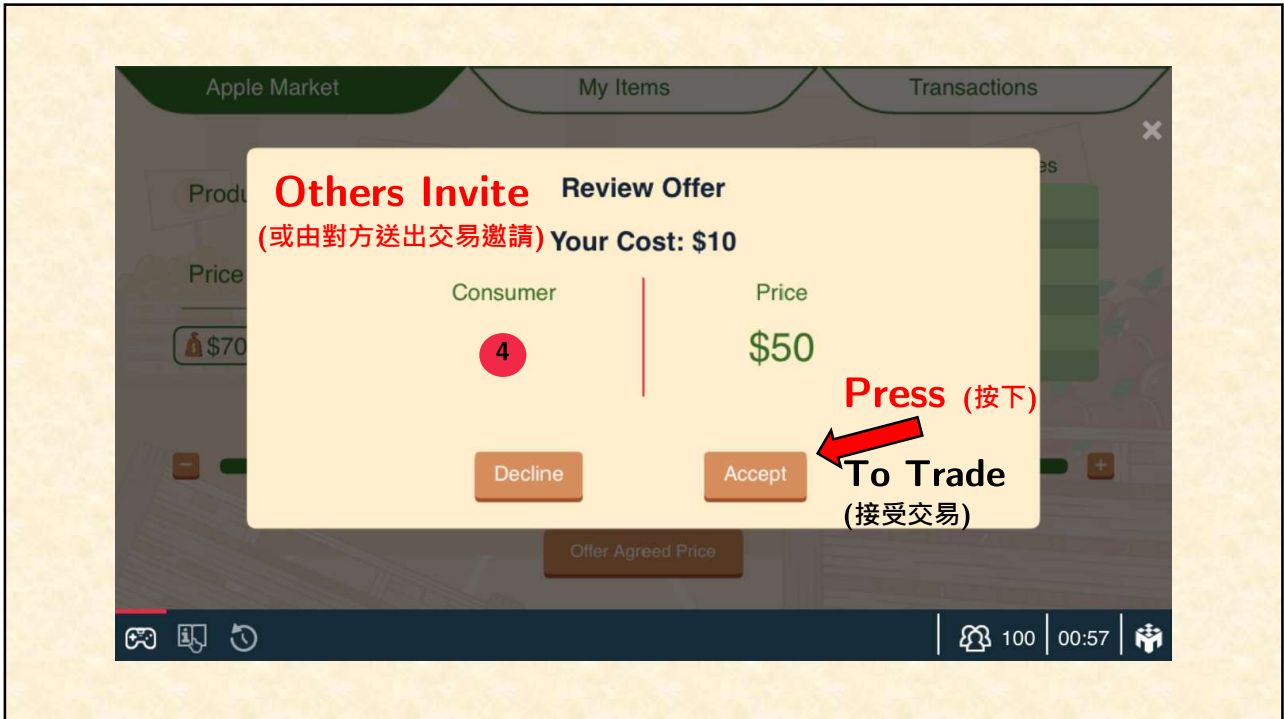 Apple Market
My Items
Transactions
Others Invite
Review Offer
(或由對方送出交易邀請)
Your Cost: $10
Price
Consumer
Price
$70
4
$50
Press (按下)
Decline
Accept
To Trade
(接受交易)
Offer Agreed Price
100
00:57